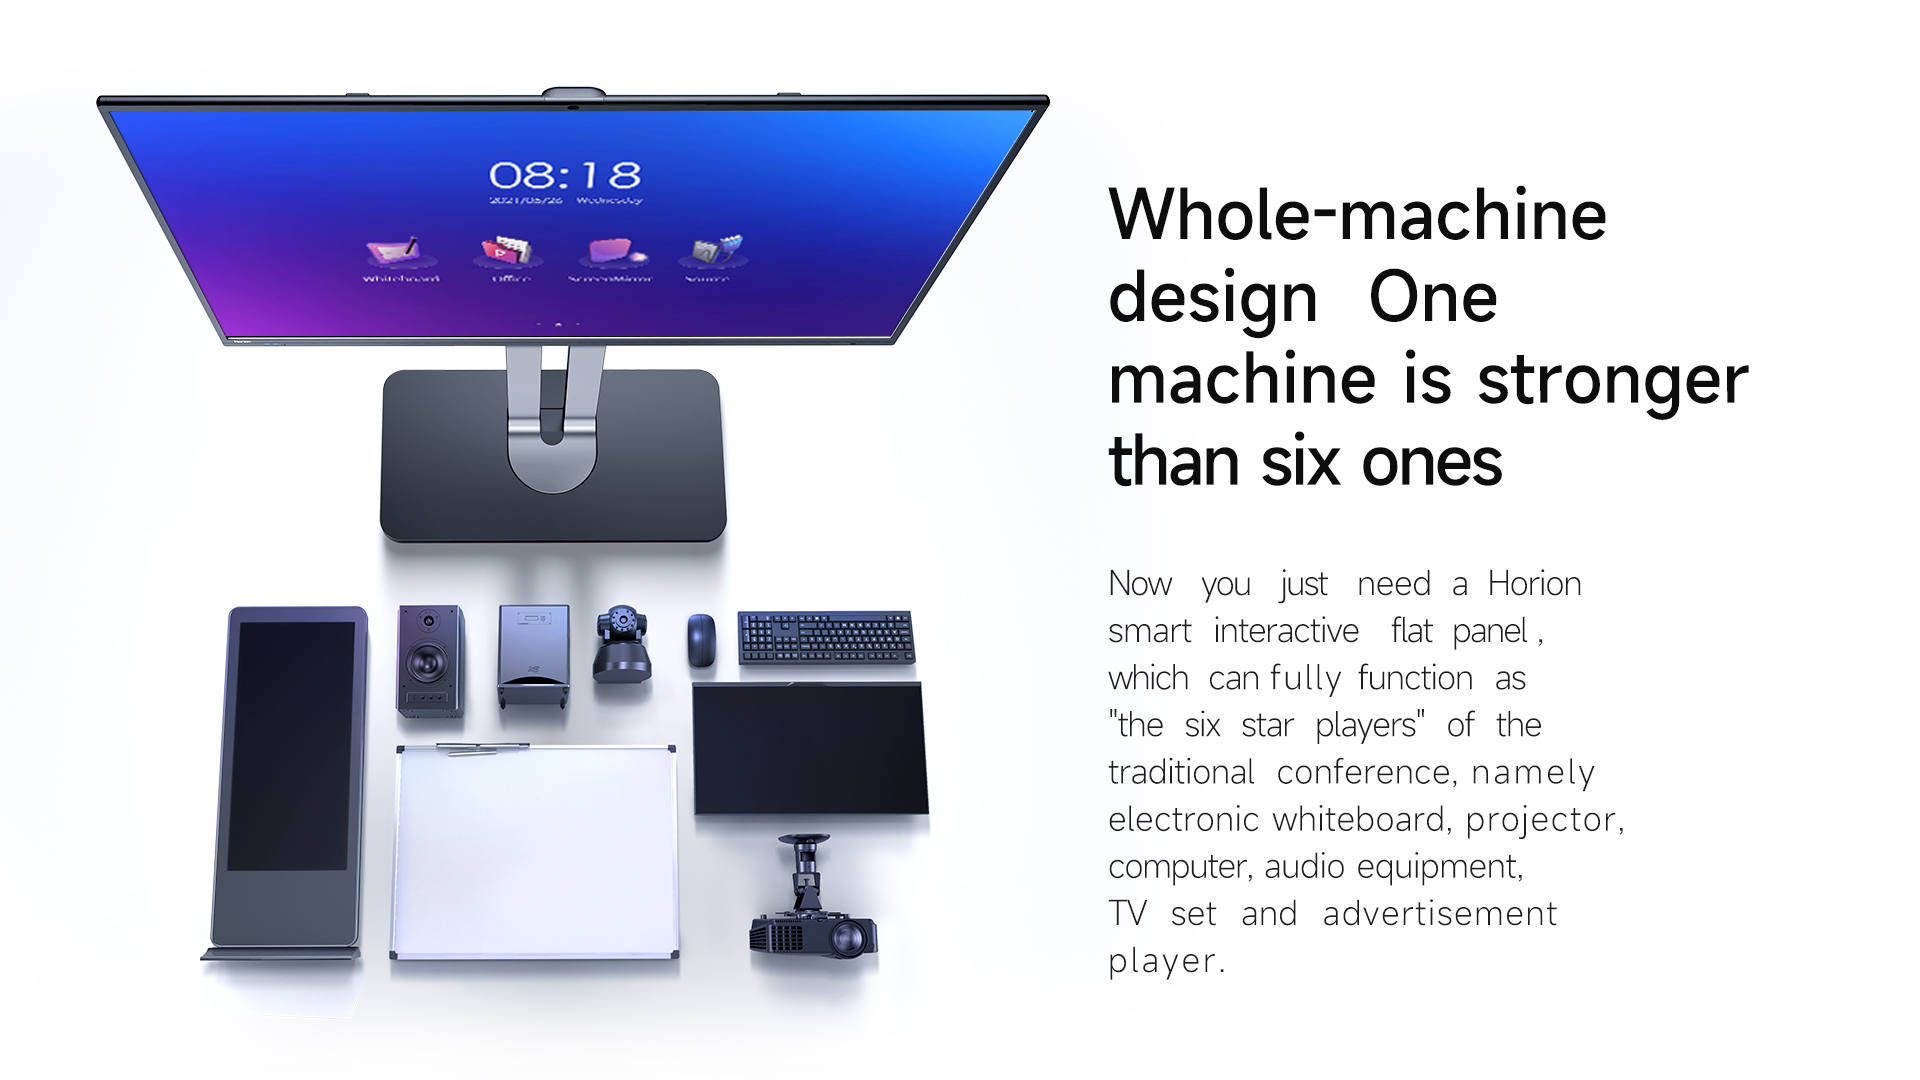 08:18
2021/05/26 Wednesday
Whiteboard
Office
ScreenMirror
Source
Horion
Whole-machine
design One
machine is stronger
than six ones
Now you just need a Horion
smart interactive flat panel ,
which can fully function as
"the six star players" of the
traditional conference, namely
electronic whiteboard, projector,
computer, audio equipment,
TV set and advertisement
player.